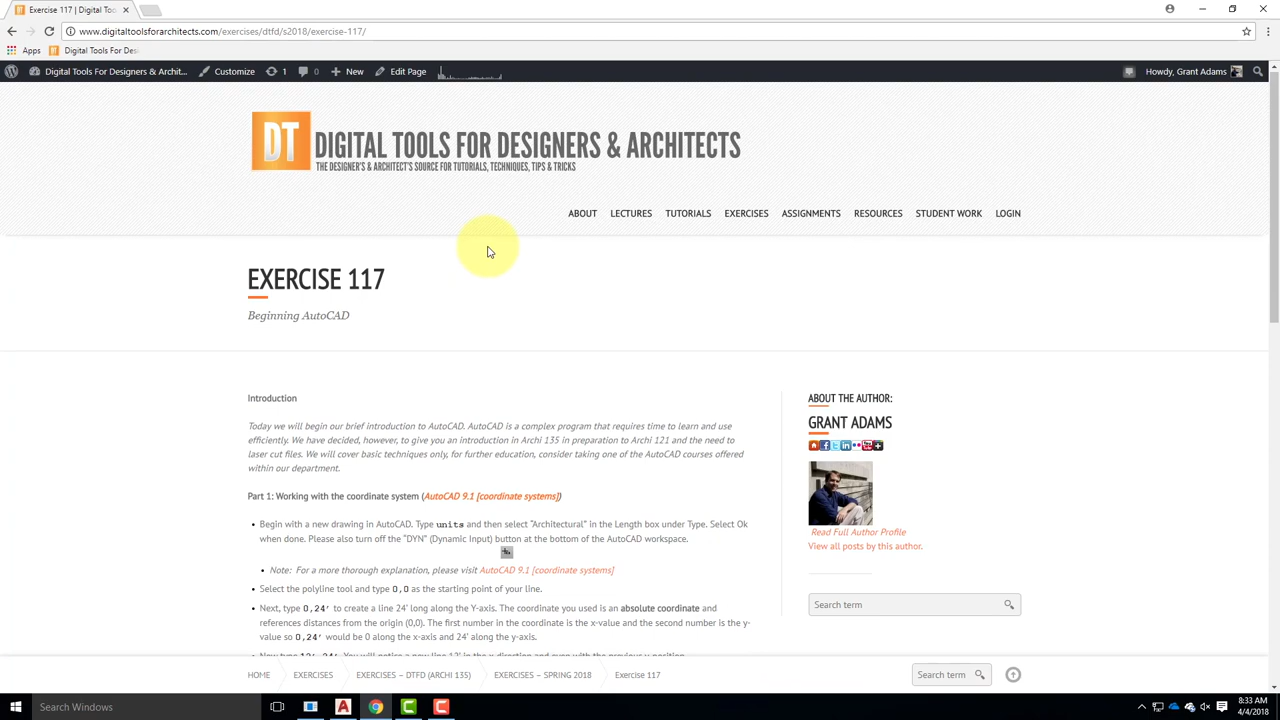 Exercise 117 | Digital Too
www.digitaltoolsforarchitects.com/exercises/dtfd/s2018/exercise-117/
Apps Digital Tools For Des
Digital Tools For Designers & Archit... Customize 1 0 New Edit Page Howdy, Grant Adams
DT DIGITAL TOOLS FOR DESIGNERS & ARCHITECTS
THE DESIGNER'S & ARCHITECT'S SOURCE FOR TUTORIALS, TECHNIQUES, TIPS & TRICKS
ABOUT LECTURES TUTORIALS EXERCISES ASSIGNMENTS RESOURCES STUDENT WORK LOGIN
EXERCISE 117
Beginning AutoCAD
Introduction
Today we will begin our brief introduction to AutoCAD. AutoCAD is a complex program that requires time to learn and use
efficiently. We have decided, however, to give you an introduction in Archi 135 in preparation to Archi 121 and the need to
laser cut files. We will cover basic techniques only, for further education, consider taking one of the AutoCAD courses offered
within our department.
Part 1: Working with the coordinate system (AutoCAD 9.1 [coordinate systems])
• Begin with a new drawing in AutoCAD. Type units and then select "Architectural" in the Length box under Type. Select Ok
when done. Please also turn off the "DYN" (Dynamic Input) button at the bottom of the AutoCAD workspace.
• Note: For a more thorough explanation, please visit AutoCAD 9.1 [coordinate systems]
• Select the polyline tool and type 0,0 as the starting point of your line.
• Next, type 0,24' to create a line 24' long along the Y-axis. The coordinate you used is an absolute coordinate and
references distances from the origin (0,0). The first number in the coordinate is the x-value and the second number is the y-
value so 0,24' would be 0 along the x-axis and 24' along the y-axis.
ABOUT THE AUTHOR:
GRANT ADAMS
Read Full Author Profile
View all posts by this author.
Search term
HOME EXERCISES EXERCISES – DTFD (ARCHI 135) EXERCISES – SPRING 2018 Exercise 117 Search term
Search Windows
8:33 AM
4/4/2018